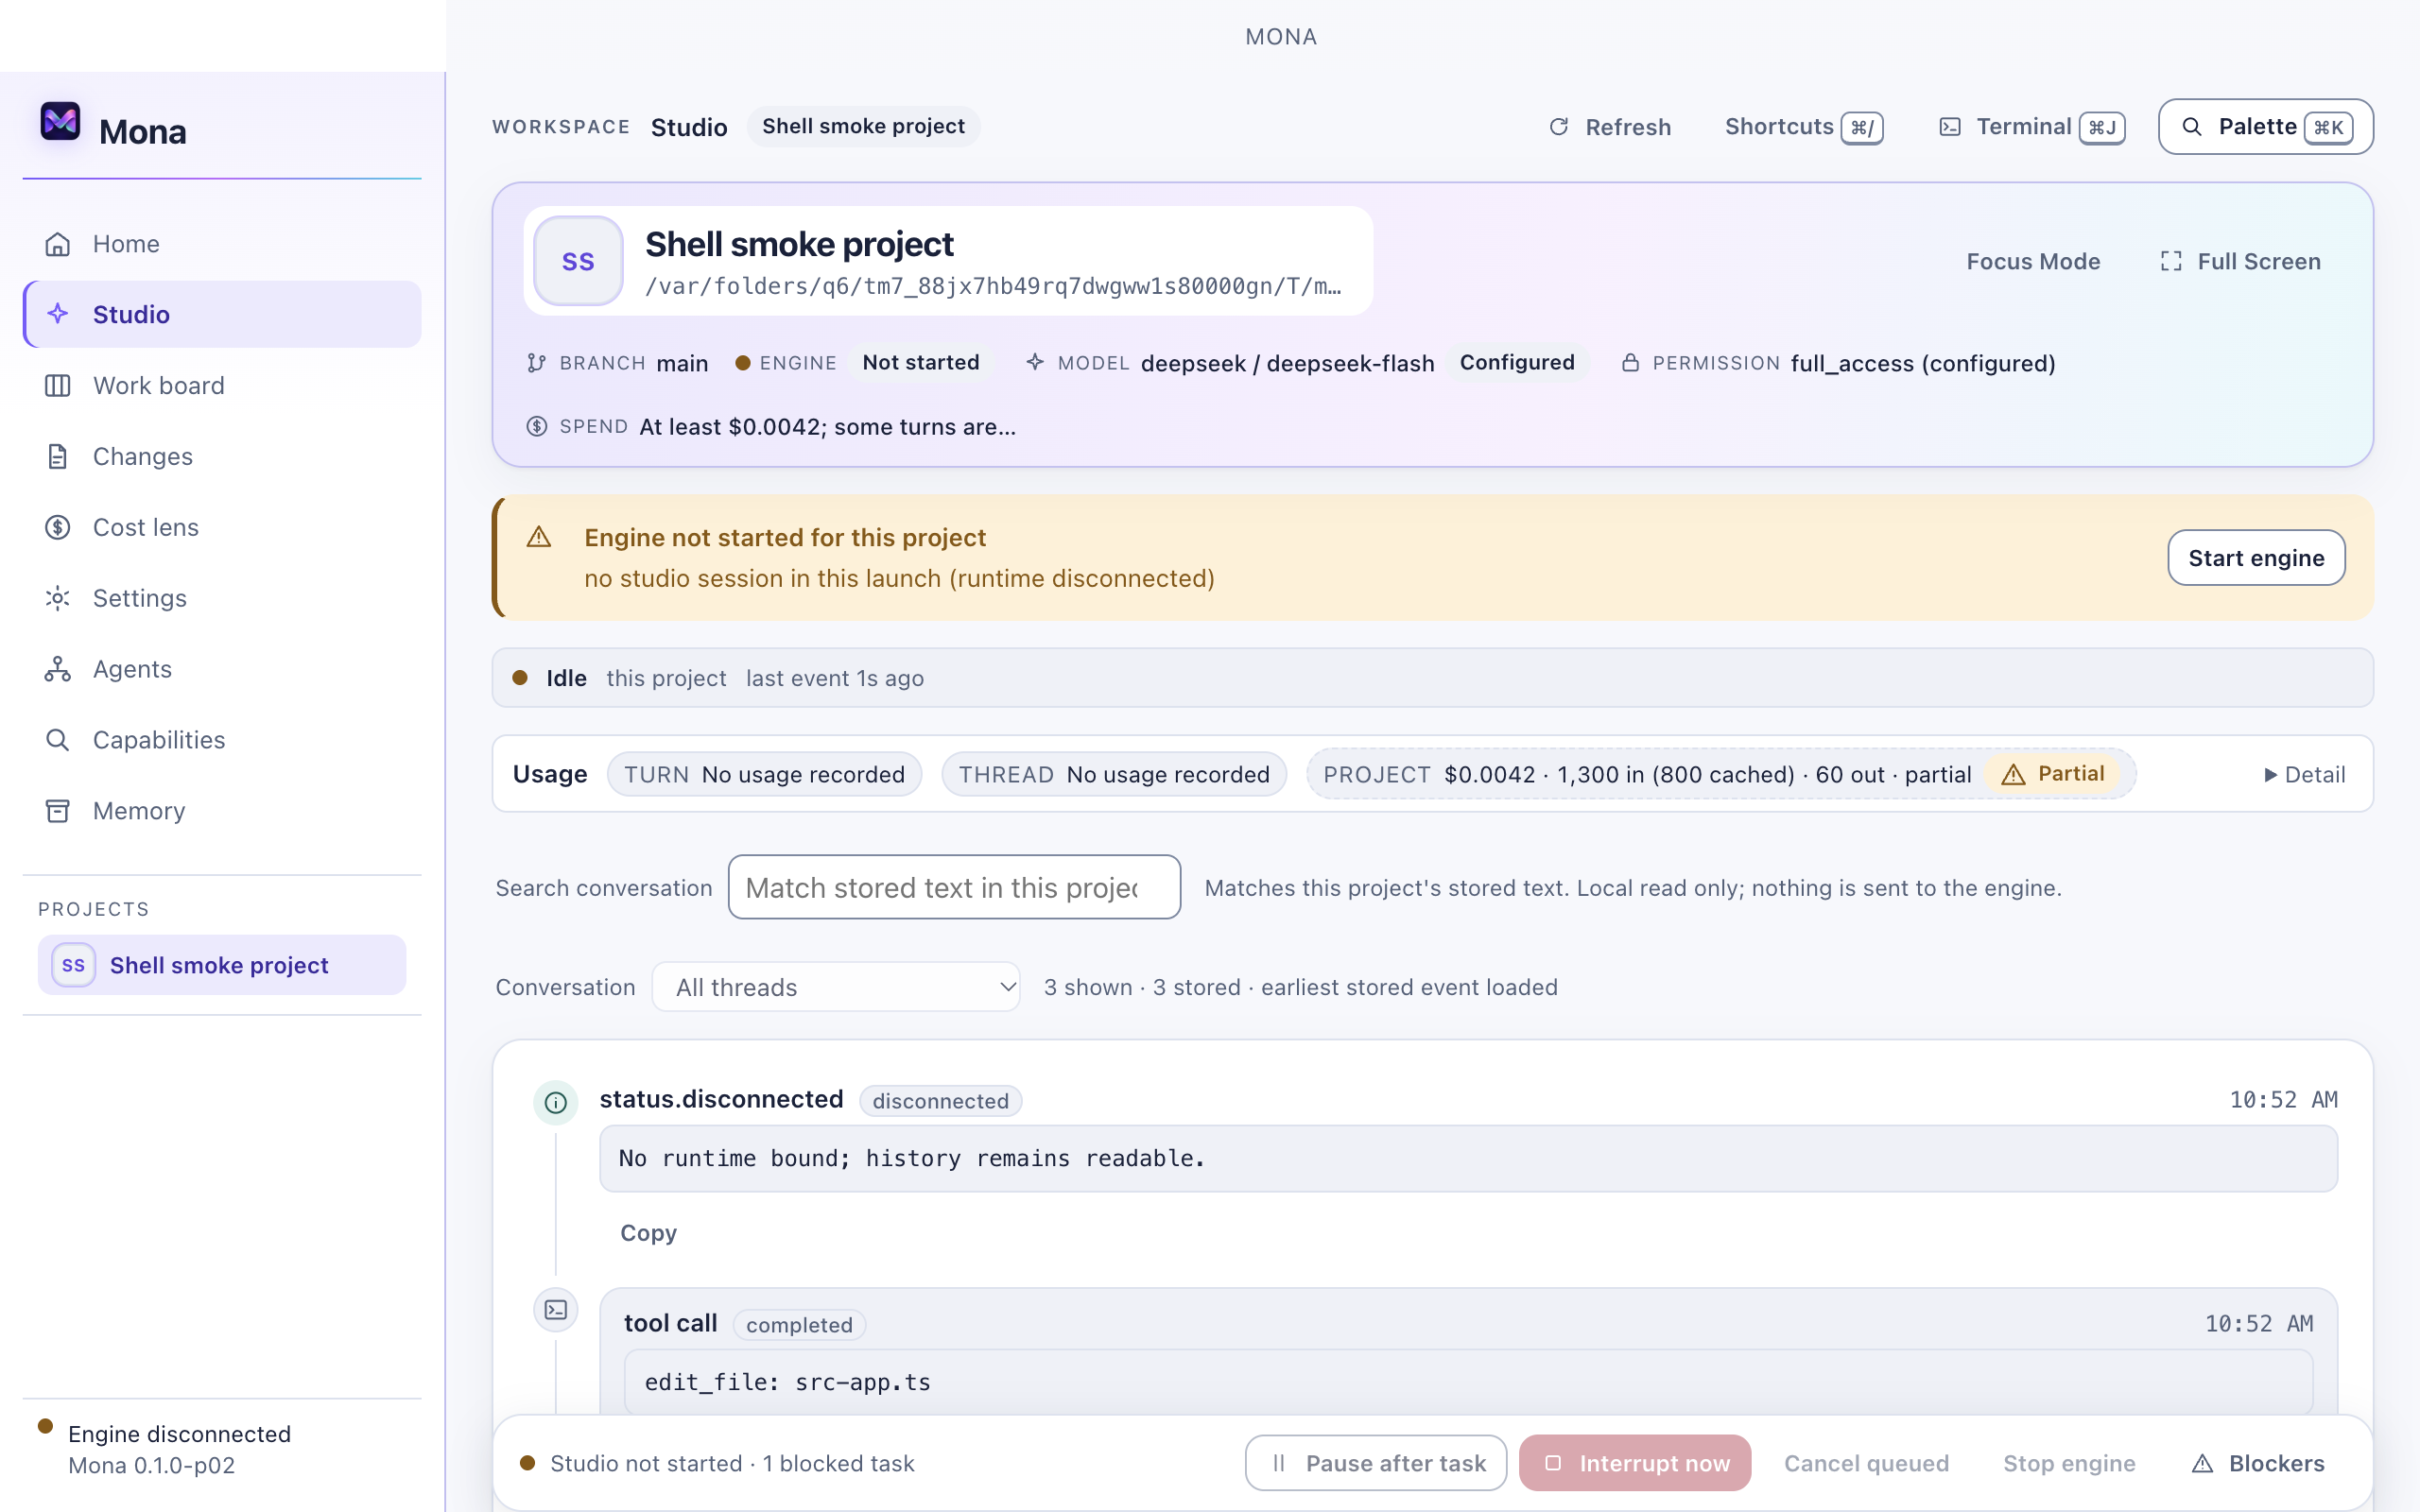 MONA
Mona
Home
Studio
Work board
Changes
Cost lens
Settings
Agents
Capabilities
Memory
PROJECTS
SS Shell smoke project
Engine disconnected
Mona 0.1.0-p02
WORKSPACE Studio Shell smoke project Refresh Shortcuts ⌘/ Terminal ⌘J Palette ⌘K
SS
Shell smoke project
/var/folders/q6/tm7_88jx7hb49rq7dwgww1s80000gn/T/m…
Focus Mode Full Screen
BRANCH main ENGINE Not started MODEL deepseek / deepseek-flash Configured PERMISSION full_access (configured)
SPEND At least $0.0042; some turns are…
Engine not started for this project
no studio session in this launch (runtime disconnected)
Start engine
Idle this project last event 1s ago
Usage TURN No usage recorded THREAD No usage recorded PROJECT $0.0042 · 1,300 in (800 cached) · 60 out · partial Partial Detail
Search conversation Match stored text in this projec Matches this project's stored text. Local read only; nothing is sent to the engine.
Conversation All threads 3 shown · 3 stored · earliest stored event loaded
status.disconnected disconnected 10:52 AM
No runtime bound; history remains readable.
Copy
tool call completed 10:52 AM
edit_file: src-app.ts
Studio not started · 1 blocked task Pause after task Interrupt now Cancel queued Stop engine Blockers